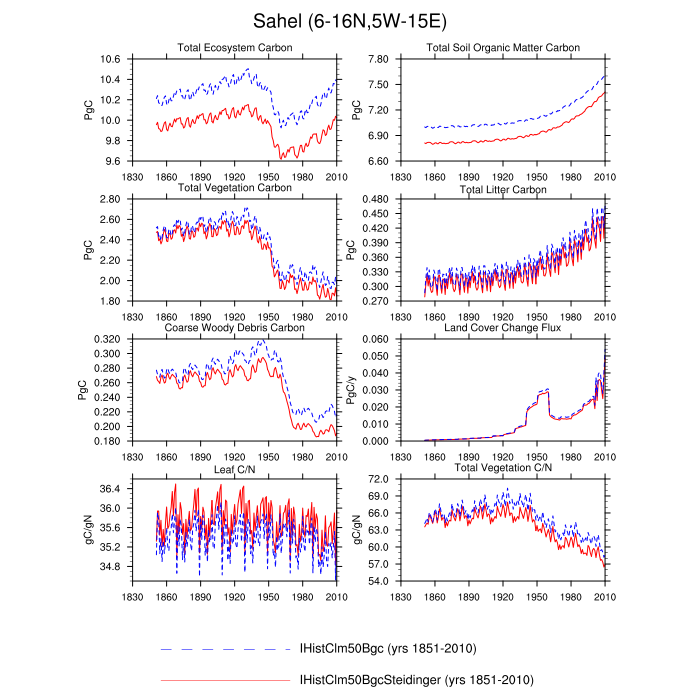 Sahel (6-16N,5W-15E)
Total Ecosystem Carbon
PgC
10.6
10.4
10.2
10.0
9.8
9.6
1830 1860 1890 1920 1950 1980 2010
Total Soil Organic Matter Carbon
PgC
7.80
7.50
7.20
6.90
6.60
1830 1860 1890 1920 1950 1980 2010
Total Vegetation Carbon
PgC
2.80
2.60
2.40
2.20
2.00
1.80
1830 1860 1890 1920 1950 1980 2010
Total Litter Carbon
PgC
0.480
0.450
0.420
0.390
0.360
0.330
0.300
0.270
1830 1860 1890 1920 1950 1980 2010
Coarse Woody Debris Carbon
PgC
0.320
0.300
0.280
0.260
0.240
0.220
0.200
0.180
1830 1860 1890 1920 1950 1980 2010
Land Cover Change Flux
PgC/y
0.060
0.050
0.040
0.030
0.020
0.010
0.000
1830 1860 1890 1920 1950 1980 2010
Leaf C/N
gC/gN
36.4
36.0
35.6
35.2
34.8
1830 1860 1890 1920 1950 1980 2010
Total Vegetation C/N
gC/gN
72.0
69.0
66.0
63.0
60.0
57.0
54.0
1830 1860 1890 1920 1950 1980 2010
IHistClm50Bgc (yrs 1851-2010)
IHistClm50BgcSteidinger (yrs 1851-2010)